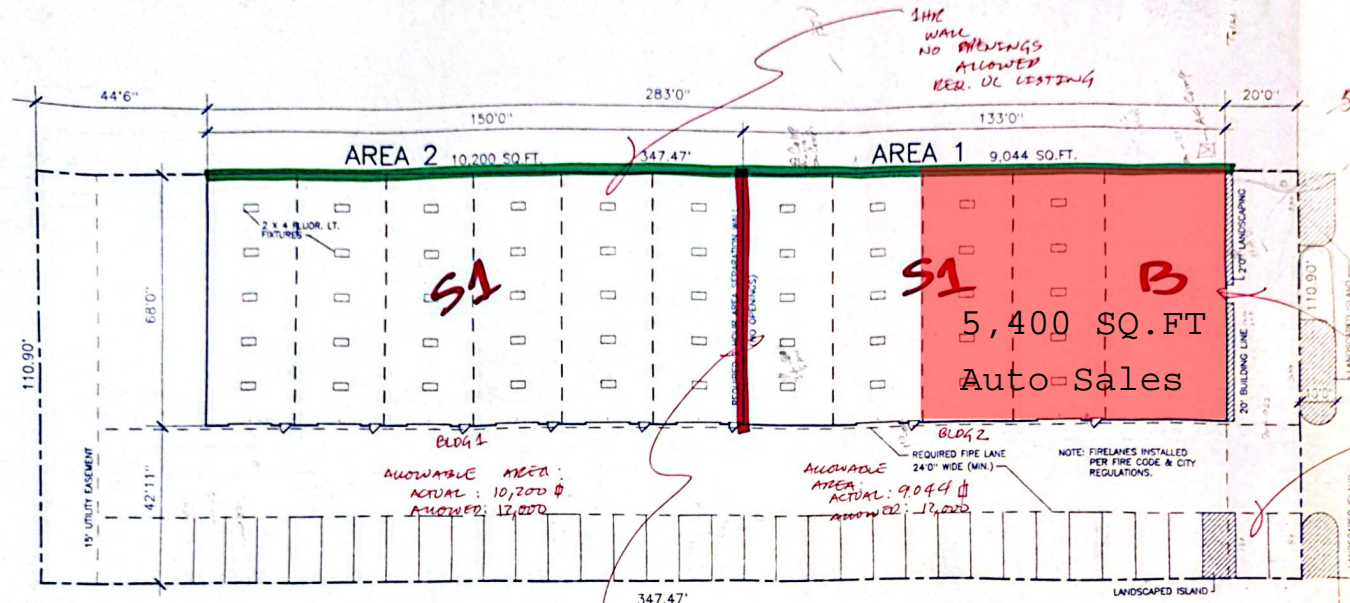 1HR
WALL
NO OPENINGS
ALLOWED
REQ. UL LISTING
44'6"
283'0"
20'0"
150'0"
133'0"
AREA 2 10,200 SQ.FT.
347.47'
AREA 1 9,044 SQ.FT.
2 X 4 FLUOR. LT.
FIXTURES
S1
S1
B
5,400 SQ.FT
Auto Sales
68'0"
110.90'
(NO OPENINGS)
20' BUILDING LINE
LANDSCAPING
110.90'
LANDSCAPED ISLAND
15' UTILITY EASEMENT
42'11"
BLDG 1
ALLOWABLE AREA:
ACTUAL: 10,200
ALLOWED: 12,000
BLDG 2
ALLOWABLE
AREA:
ACTUAL: 9,044
ALLOWED: 12,000
REQUIRED FIRE LANE
24'0" WIDE (MIN.)
NOTE: FIRELANES INSTALLED
PER FIRE CODE & CITY
REGULATIONS.
347.47'
LANDSCAPED ISLAND